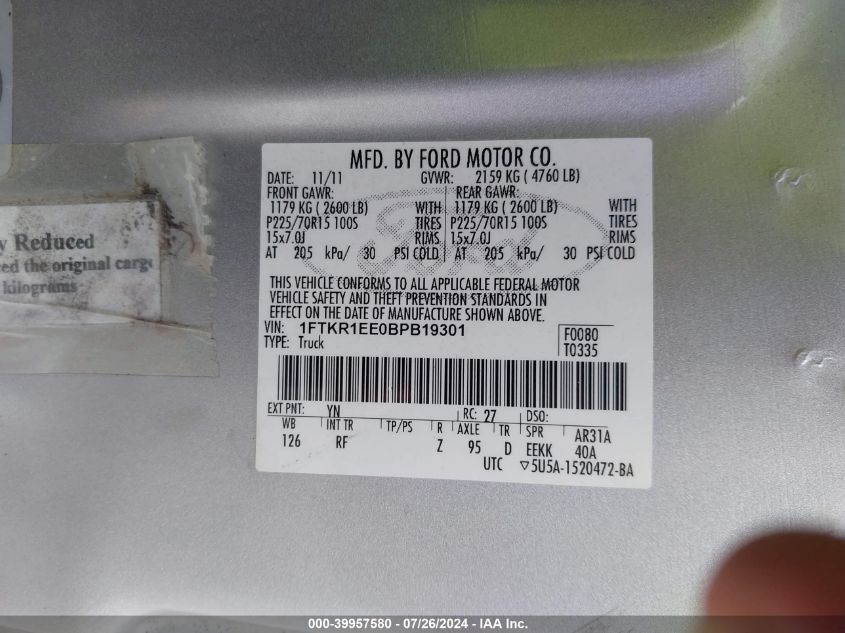 MFD. BY FORD MOTOR CO.
DATE: 11/11 GVWR: 2159 KG ( 4760 LB)
FRONT GAWR: REAR GAWR:
1179 KG ( 2600 LB) WITH 1179 KG ( 2600 LB) WITH
P225/70R15 100S TIRES P225/70R15 100S TIRES
15x7.0J RIMS 15x7.0J RIMS
AT 205 kPa/ 30 PSI COLD AT 205 kPa/ 30 PSI COLD
Ford
THIS VEHICLE CONFORMS TO ALL APPLICABLE FEDERAL MOTOR
VEHICLE SAFETY AND THEFT PREVENTION STANDARDS IN
EFFECT ON THE DATE OF MANUFACTURE SHOWN ABOVE.
VIN: 1FTKR1EE0BPB19301
TYPE: Truck
F0080
T0335
EXT PNT: YN RC: 27 DSO:
WB INT TR TP/PS R AXLE TR SPR AR31A
126 RF Z 95 D EEKK 40A
UTC ▽5U5A-1520472-BA
y Reduced
the original carg
kilograms
000-39957580 - 07/26/2024 - IAA Inc.